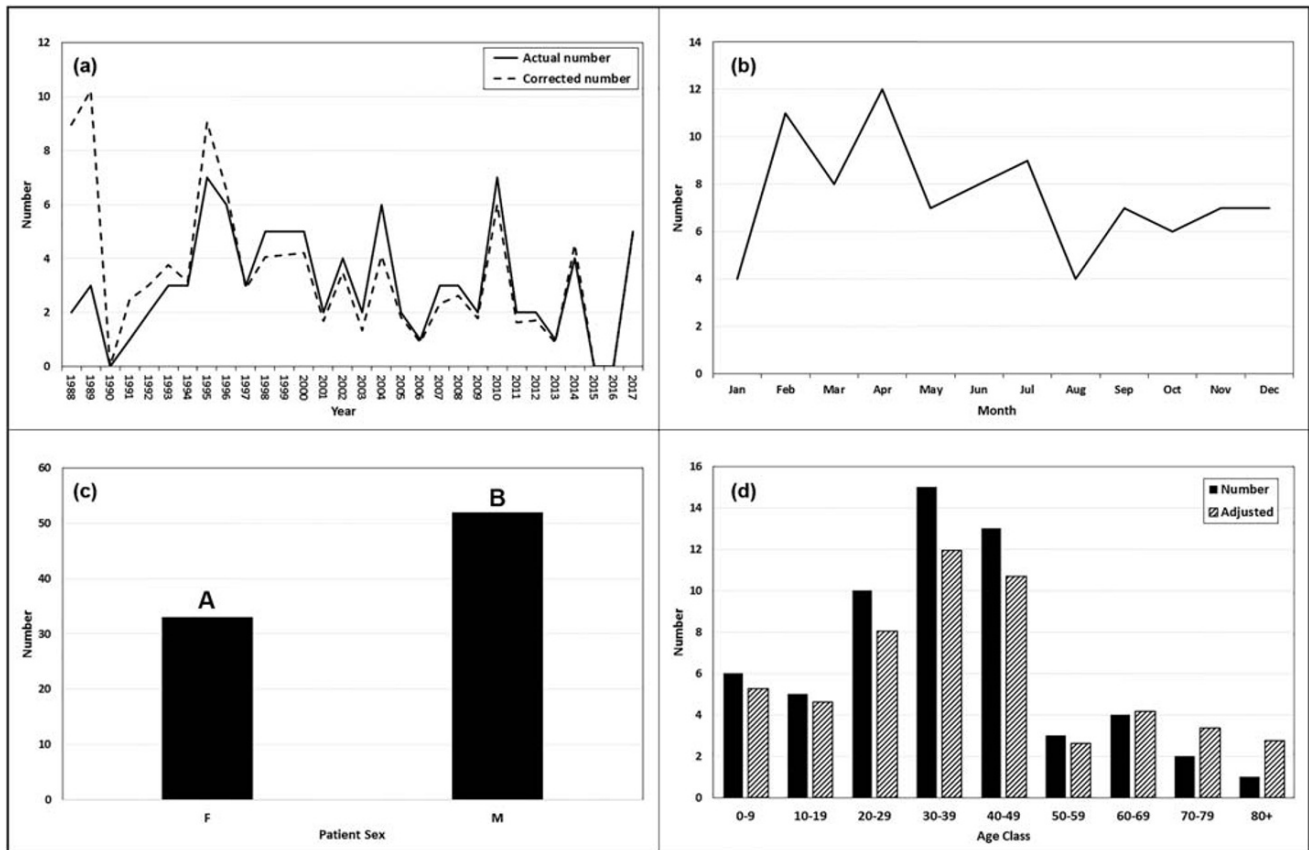 (a)
Actual number
Corrected number
12
10
8
6
4
2
0
Number
1988 1989 1990 1991 1992 1993 1994 1995 1996 1997 1998 1999 2000 2001 2002 2003 2004 2005 2006 2007 2008 2009 2010 2011 2012 2013 2014 2015 2016 2017
Year
(b)
14
12
10
8
6
4
2
0
Number
Jan Feb Mar Apr May Jun Jul Aug Sep Oct Nov Dec
Month
(c)
60
50
40
30
20
10
0
Number
A
B
F M
Patient Sex
(d)
Number
Adjusted
16
14
12
10
8
6
4
2
0
Number
0-9 10-19 20-29 30-39 40-49 50-59 60-69 70-79 80+
Age Class